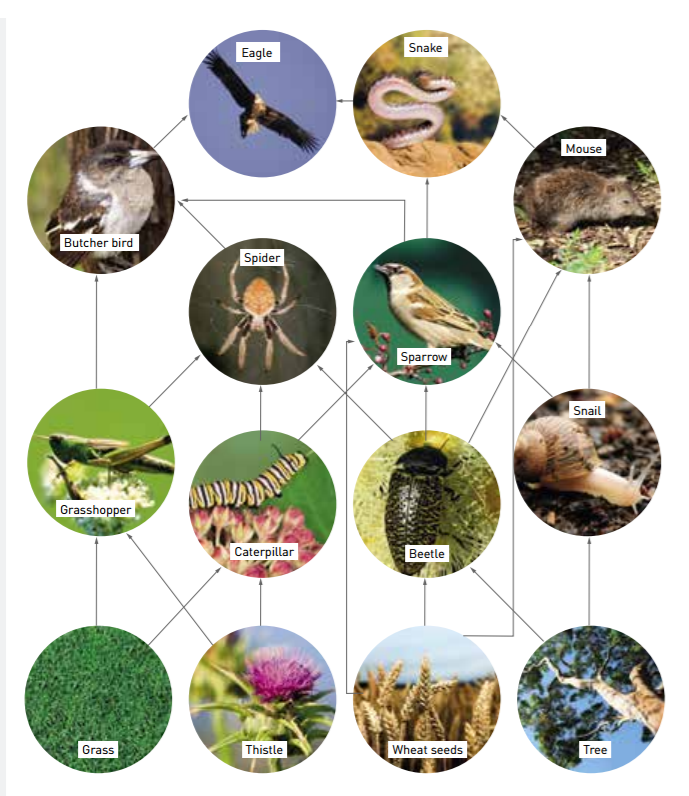 Eagle
Snake
Mouse
Butcher bird
Spider
Sparrow
Snail
Grasshopper
Caterpillar
Beetle
Grass
Thistle
Wheat seeds
Tree